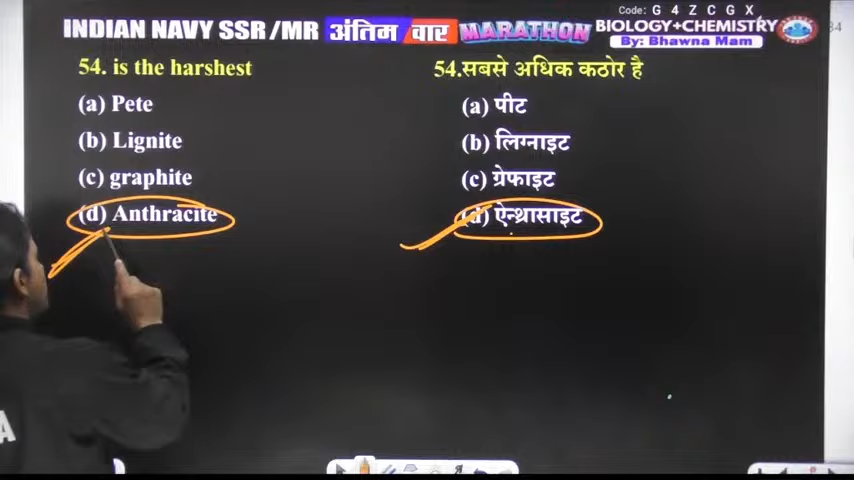 Code: G 4 Z C G X
INDIAN NAVY SSR/MR अंतिम वार MARATHON BIOLOGY+CHEMISTRY
By: Bhawna Mam
54. is the harshest
(a) Pete
(b) Lignite
(c) graphite
(d) Anthracite
54.सबसे अधिक कठोर है
(a) पीट
(b) लिग्नाइट
(c) ग्रेफाइट
(d) ऐन्थ्रासाइट
A